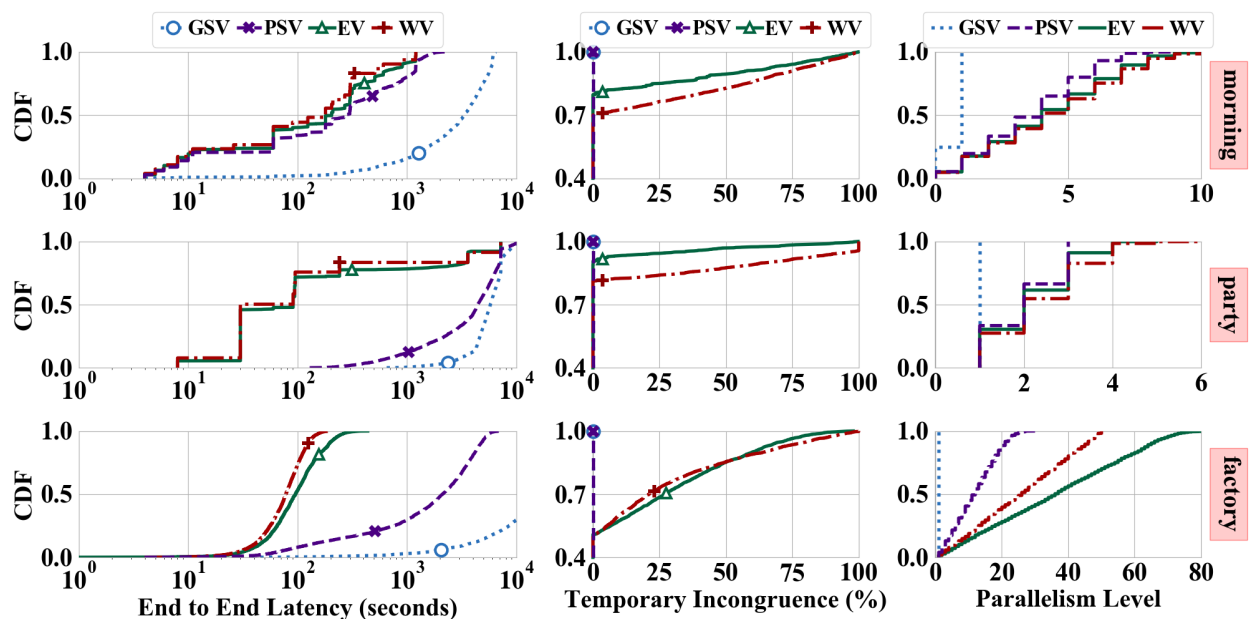 GSV PSV EV WV
GSV PSV EV WV
GSV PSV EV WV
CDF
1.0
0.5
0.0
10^0 10^1 10^2 10^3 10^4
1.0
0.7
0.4
0 25 50 75 100
1.0
0.5
0.0
0 5 10
morning
CDF
1.0
0.5
0.0
10^0 10^1 10^2 10^3 10^4
1.0
0.7
0.4
0 25 50 75 100
1.0
0.5
0.0
0 2 4 6
party
CDF
1.0
0.5
0.0
10^0 10^1 10^2 10^3 10^4
End to End Latency (seconds)
1.0
0.7
0.4
0 25 50 75 100
Temporary Incongruence (%)
1.0
0.5
0.0
0 20 40 60 80
Parallelism Level
factory